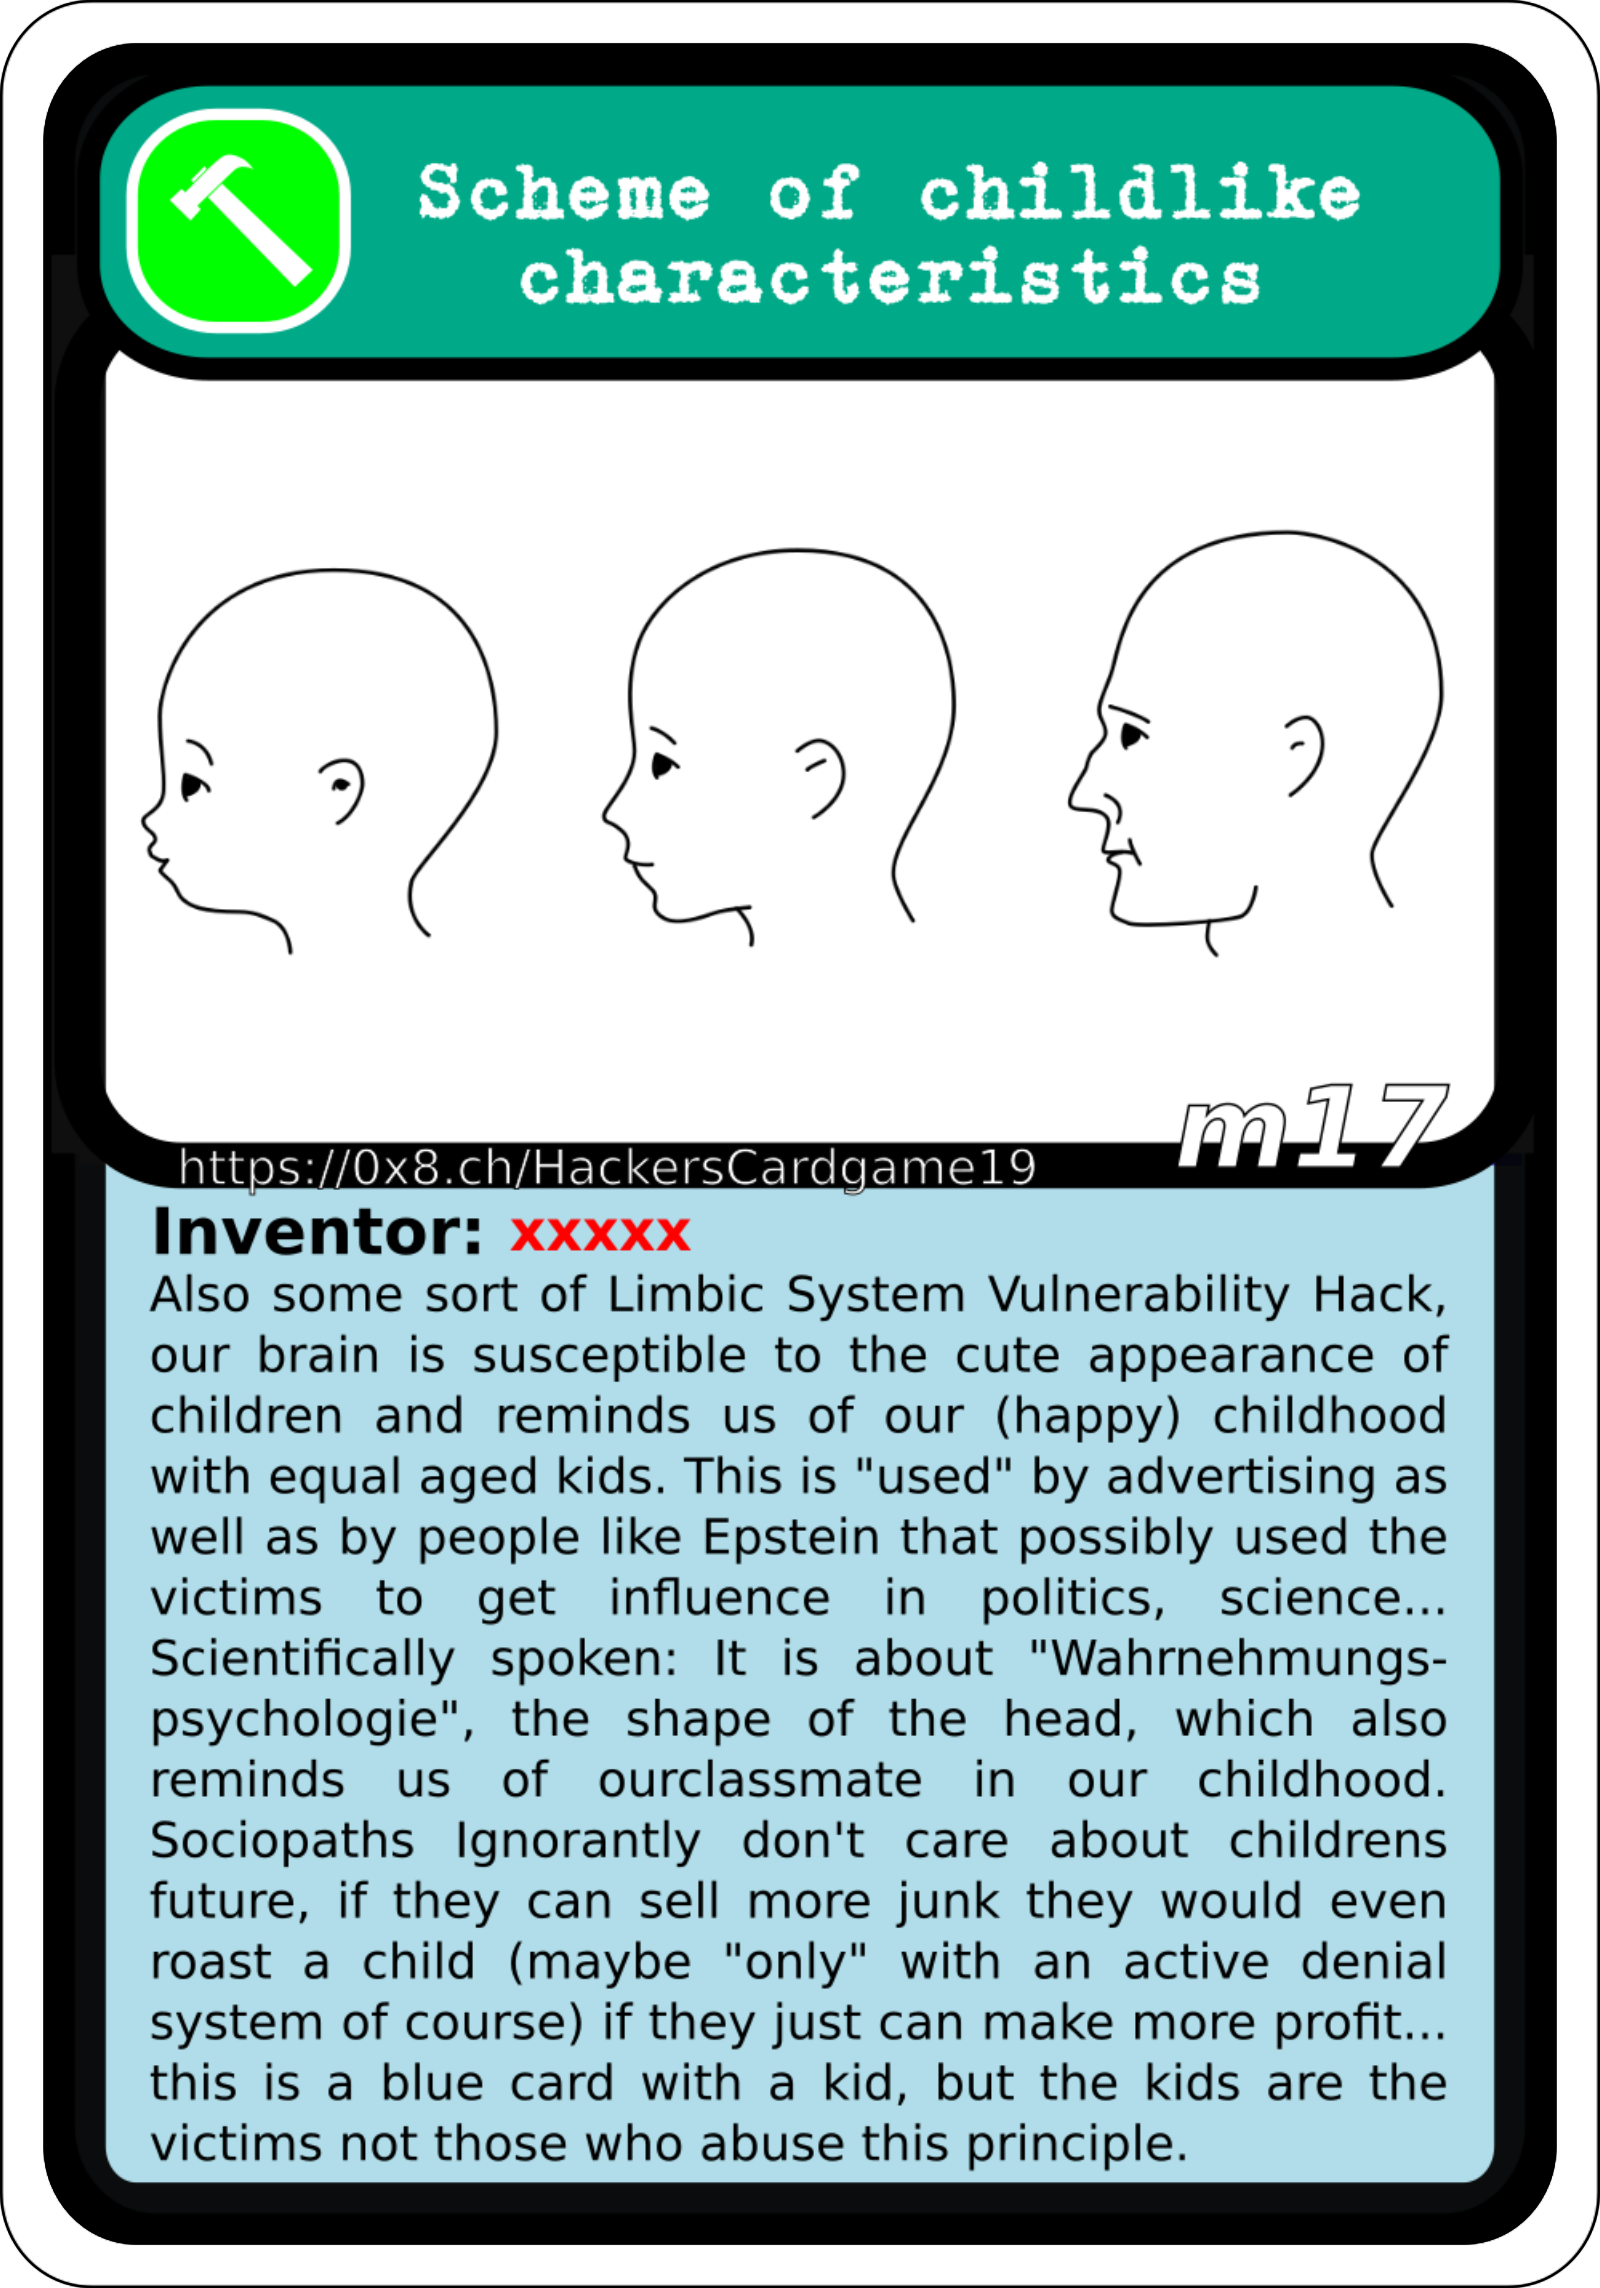 Scheme of childlike
characteristics
m17
https://0x8.ch/HackersCardgame19
Inventor: xxxxx
Also some sort of Limbic System Vulnerability Hack,
our brain is susceptible to the cute appearance of
children and reminds us of our (happy) childhood
with equal aged kids. This is "used" by advertising as
well as by people like Epstein that possibly used the
victims to get influence in politics, science...
Scientifically spoken: It is about "Wahrnehmungs-
psychologie", the shape of the head, which also
reminds us of ourclassmate in our childhood.
Sociopaths Ignorantly don't care about childrens
future, if they can sell more junk they would even
roast a child (maybe "only" with an active denial
system of course) if they just can make more profit...
this is a blue card with a kid, but the kids are the
victims not those who abuse this principle.